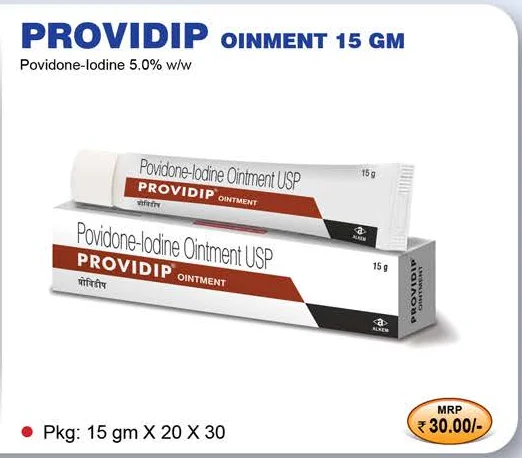 PROVIDIP OINMENT 15 GM
Povidone-Iodine 5.0% w/w
Povidone-Iodine Ointment USP 15 g
PROVIDIP® OINTMENT
प्रोविडीप
ALKEM
Povidone-Iodine Ointment USP 15 g
PROVIDIP® OINTMENT
प्रोविडीप
ALKEM
PROVIDIP OINTMENT
MRP
₹ 30.00/-
Pkg: 15 gm X 20 X 30